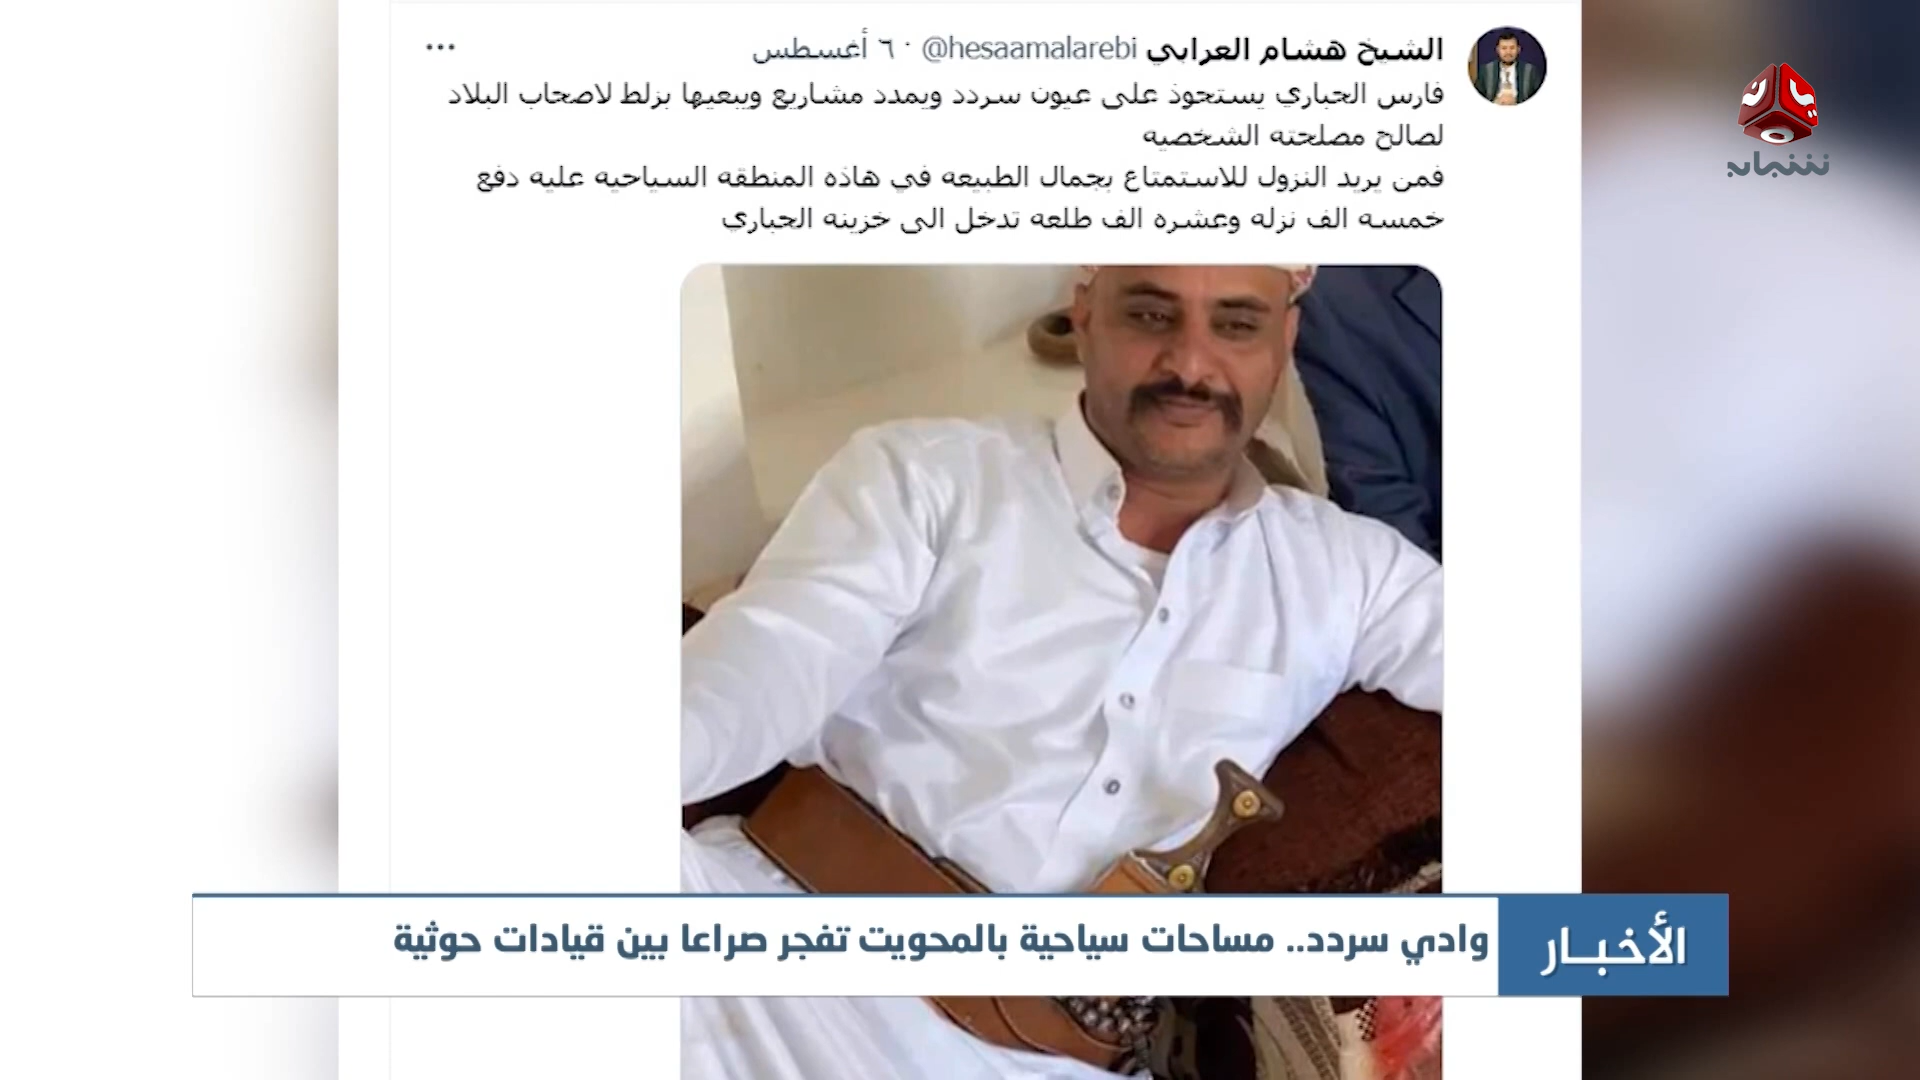 الشيخ هشام العرابي @hesaamalarebi · ٦ أغسطس
فارس الحباري يستحوذ على عيون سردد ويمدد مشاريع ويبعيها بزلط لاصحاب البلاد
لصالح مصلحته الشخصيه
فمن يريد النزول للاستمتاع بجمال الطبيعه في هاذه المنطقه السياحيه عليه دفع
خمسه الف نزله وعشره الف طلعه تدخل الى خزينه الحباري
الأخبار
وادي سردد.. مساحات سياحية بالمحويت تفجر صراعا بين قيادات حوثية
يمن
شباب